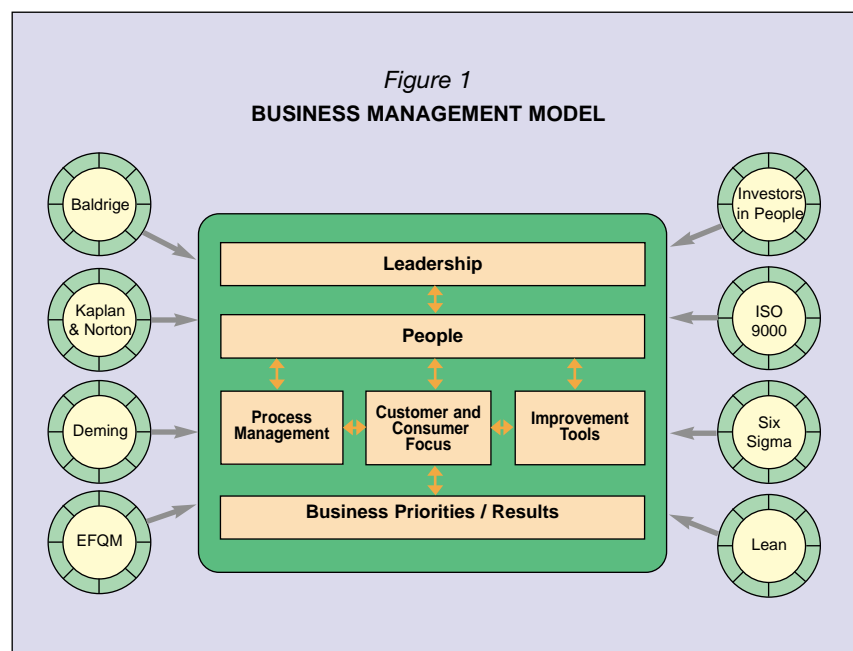 Figure 1
BUSINESS MANAGEMENT MODEL
Baldrige
Kaplan
& Norton
Deming
EFQM
Leadership
People
Process
Management
Customer and
Consumer
Focus
Improvement
Tools
Business Priorities / Results
Investors
in People
ISO
9000
Six
Sigma
Lean